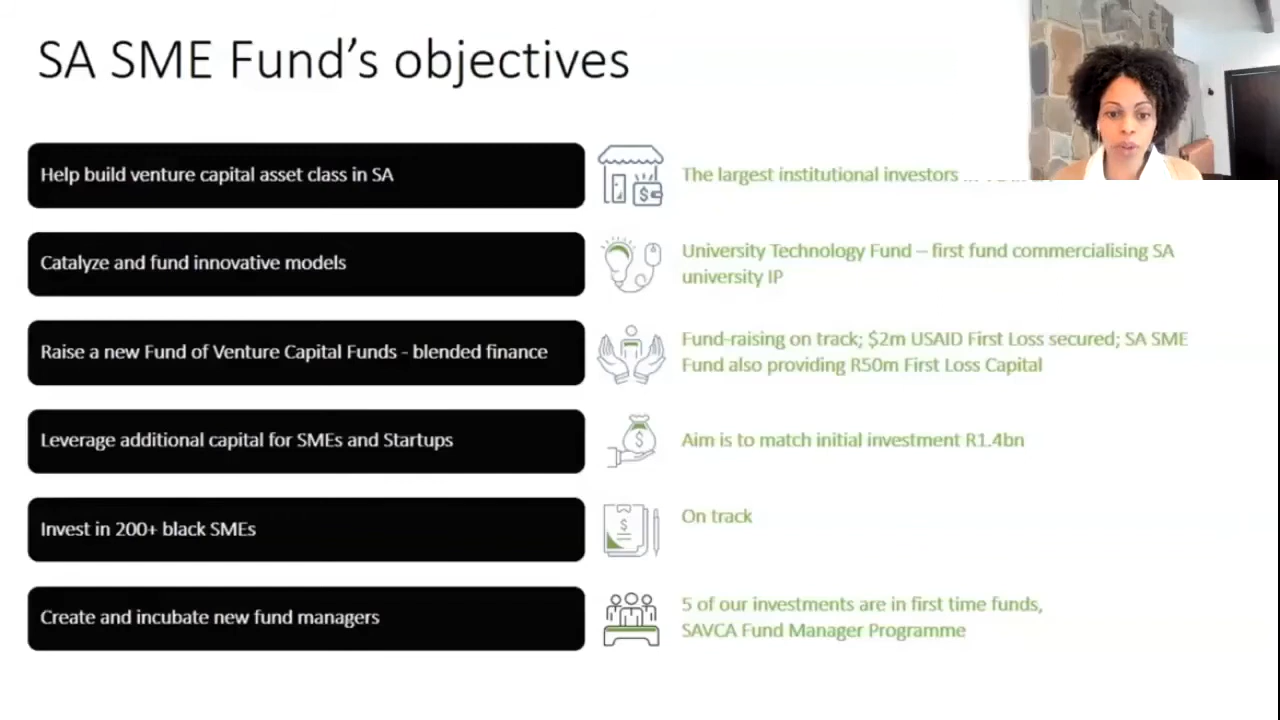 SA SME Fund's objectives
Help build venture capital asset class in SA
The largest institutional investors
Catalyze and fund innovative models
University Technology Fund – first fund commercialising SA
university IP
Raise a new Fund of Venture Capital Funds - blended finance
Fund-raising on track; $2m USAID First Loss secured; SA SME
Fund also providing R50m First Loss Capital
Leverage additional capital for SMEs and Startups
Aim is to match initial investment R1.4bn
Invest in 200+ black SMEs
On track
Create and incubate new fund managers
5 of our investments are in first time funds,
SAVCA Fund Manager Programme